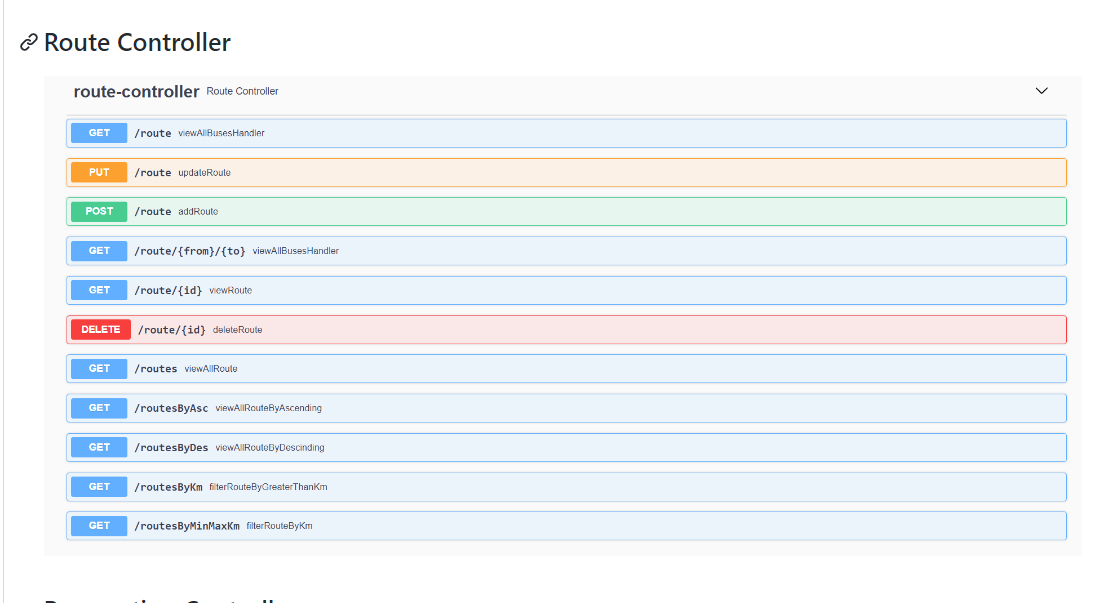 Route Controller
route-controller Route Controller
GET /route viewAllBusesHandler
PUT /route updateRoute
POST /route addRoute
GET /route/{from}/{to} viewAllBusesHandler
GET /route/{id} viewRoute
DELETE /route/{id} deleteRoute
GET /routes viewAllRoute
GET /routesByAsc viewAllRouteByAscending
GET /routesByDes viewAllRouteByDescinding
GET /routesByKm filterRouteByGreaterThanKm
GET /routesByMinMaxKm filterRouteByKm